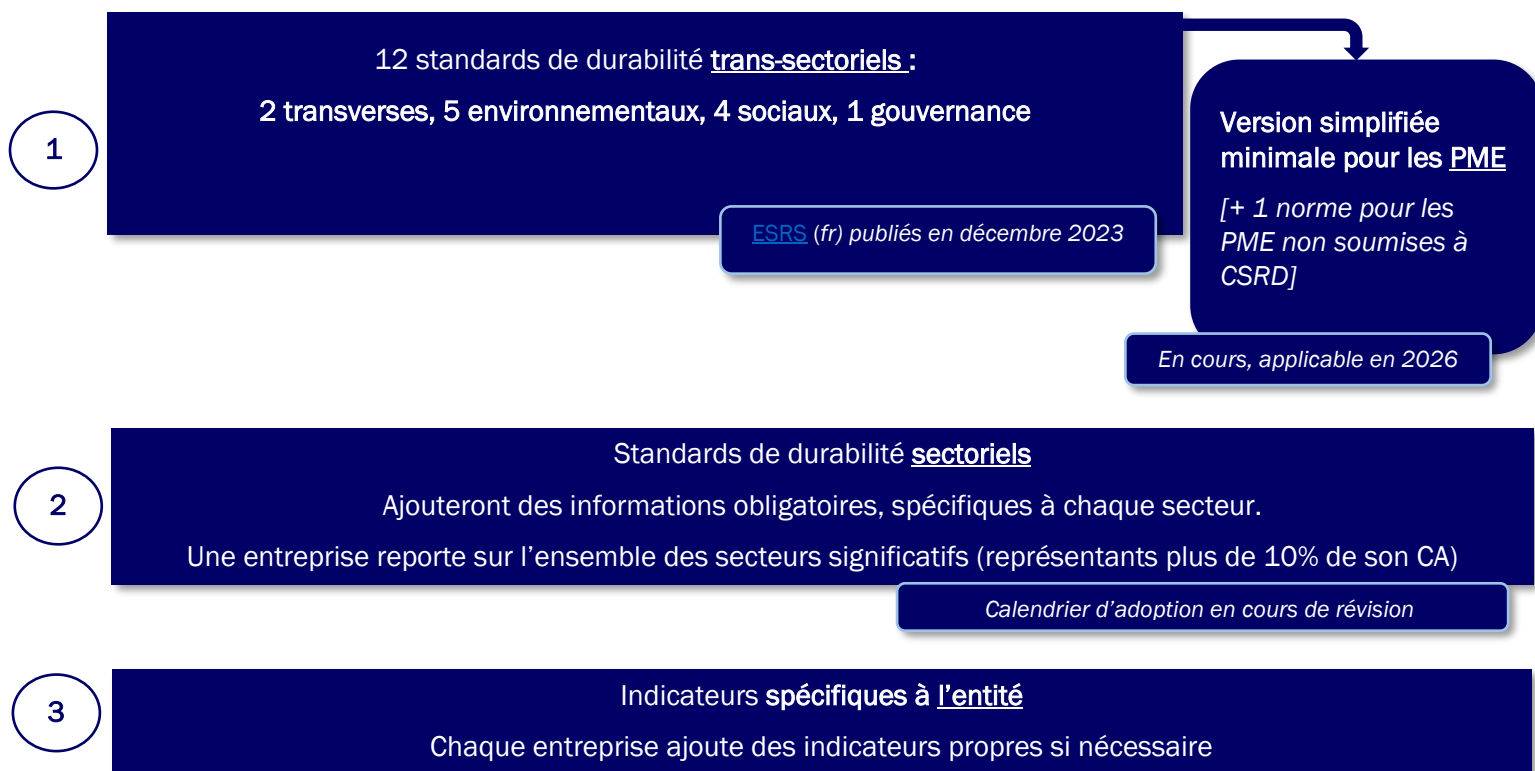 12 standards de durabilité trans-sectoriels :
2 transverses, 5 environnementaux, 4 sociaux, 1 gouvernance
1
ESRS (fr) publiés en décembre 2023
Version simplifiée
minimale pour les PME
[+ 1 norme pour les
PME non soumises à
CSRD]
En cours, applicable en 2026
2
Standards de durabilité sectoriels
Ajouteront des informations obligatoires, spécifiques à chaque secteur.
Une entreprise reporte sur l’ensemble des secteurs significatifs (représentants plus de 10% de son CA)
Calendrier d’adoption en cours de révision
3
Indicateurs spécifiques à l’entité
Chaque entreprise ajoute des indicateurs propres si nécessaire